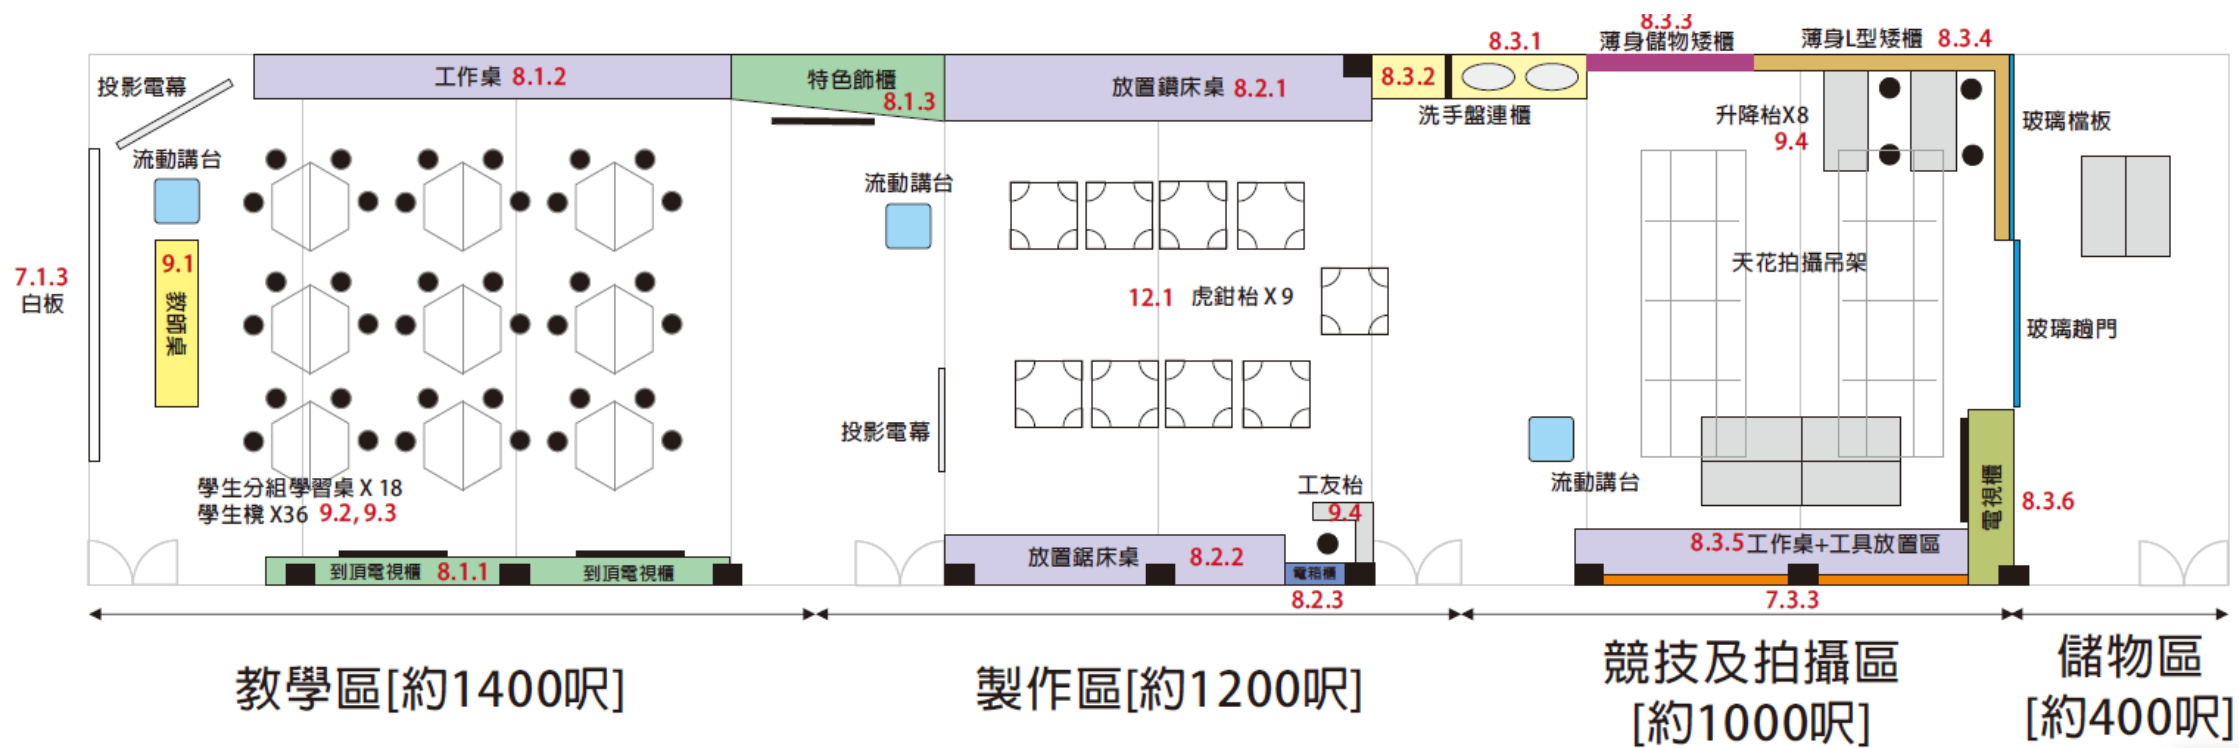 8.3.3
8.3.1
薄身儲物矮櫃
薄身L型矮櫃 8.3.4
投影電幕
工作桌 8.1.2
特色飾櫃
8.1.3
放置鑽床桌 8.2.1
8.3.2
洗手盤連櫃
升降枱X8
9.4
玻璃檔板
流動講台
流動講台
7.1.3
白板
9.1
教師桌
12.1 虎鉗枱 X 9
天花拍攝吊架
玻璃趟門
投影電幕
學生分組學習桌 X 18
學生櫈 X36 9.2, 9.3
工友枱
9.4
流動講台
電視櫃
8.3.6
到頂電視櫃 8.1.1 到頂電視櫃
放置鋸床桌 8.2.2
電箱櫃
8.2.3
8.3.5 工作桌+工具放置區
7.3.3
教學區[約1400呎]
製作區[約1200呎]
競技及拍攝區
[約1000呎]
儲物區
[約400呎]